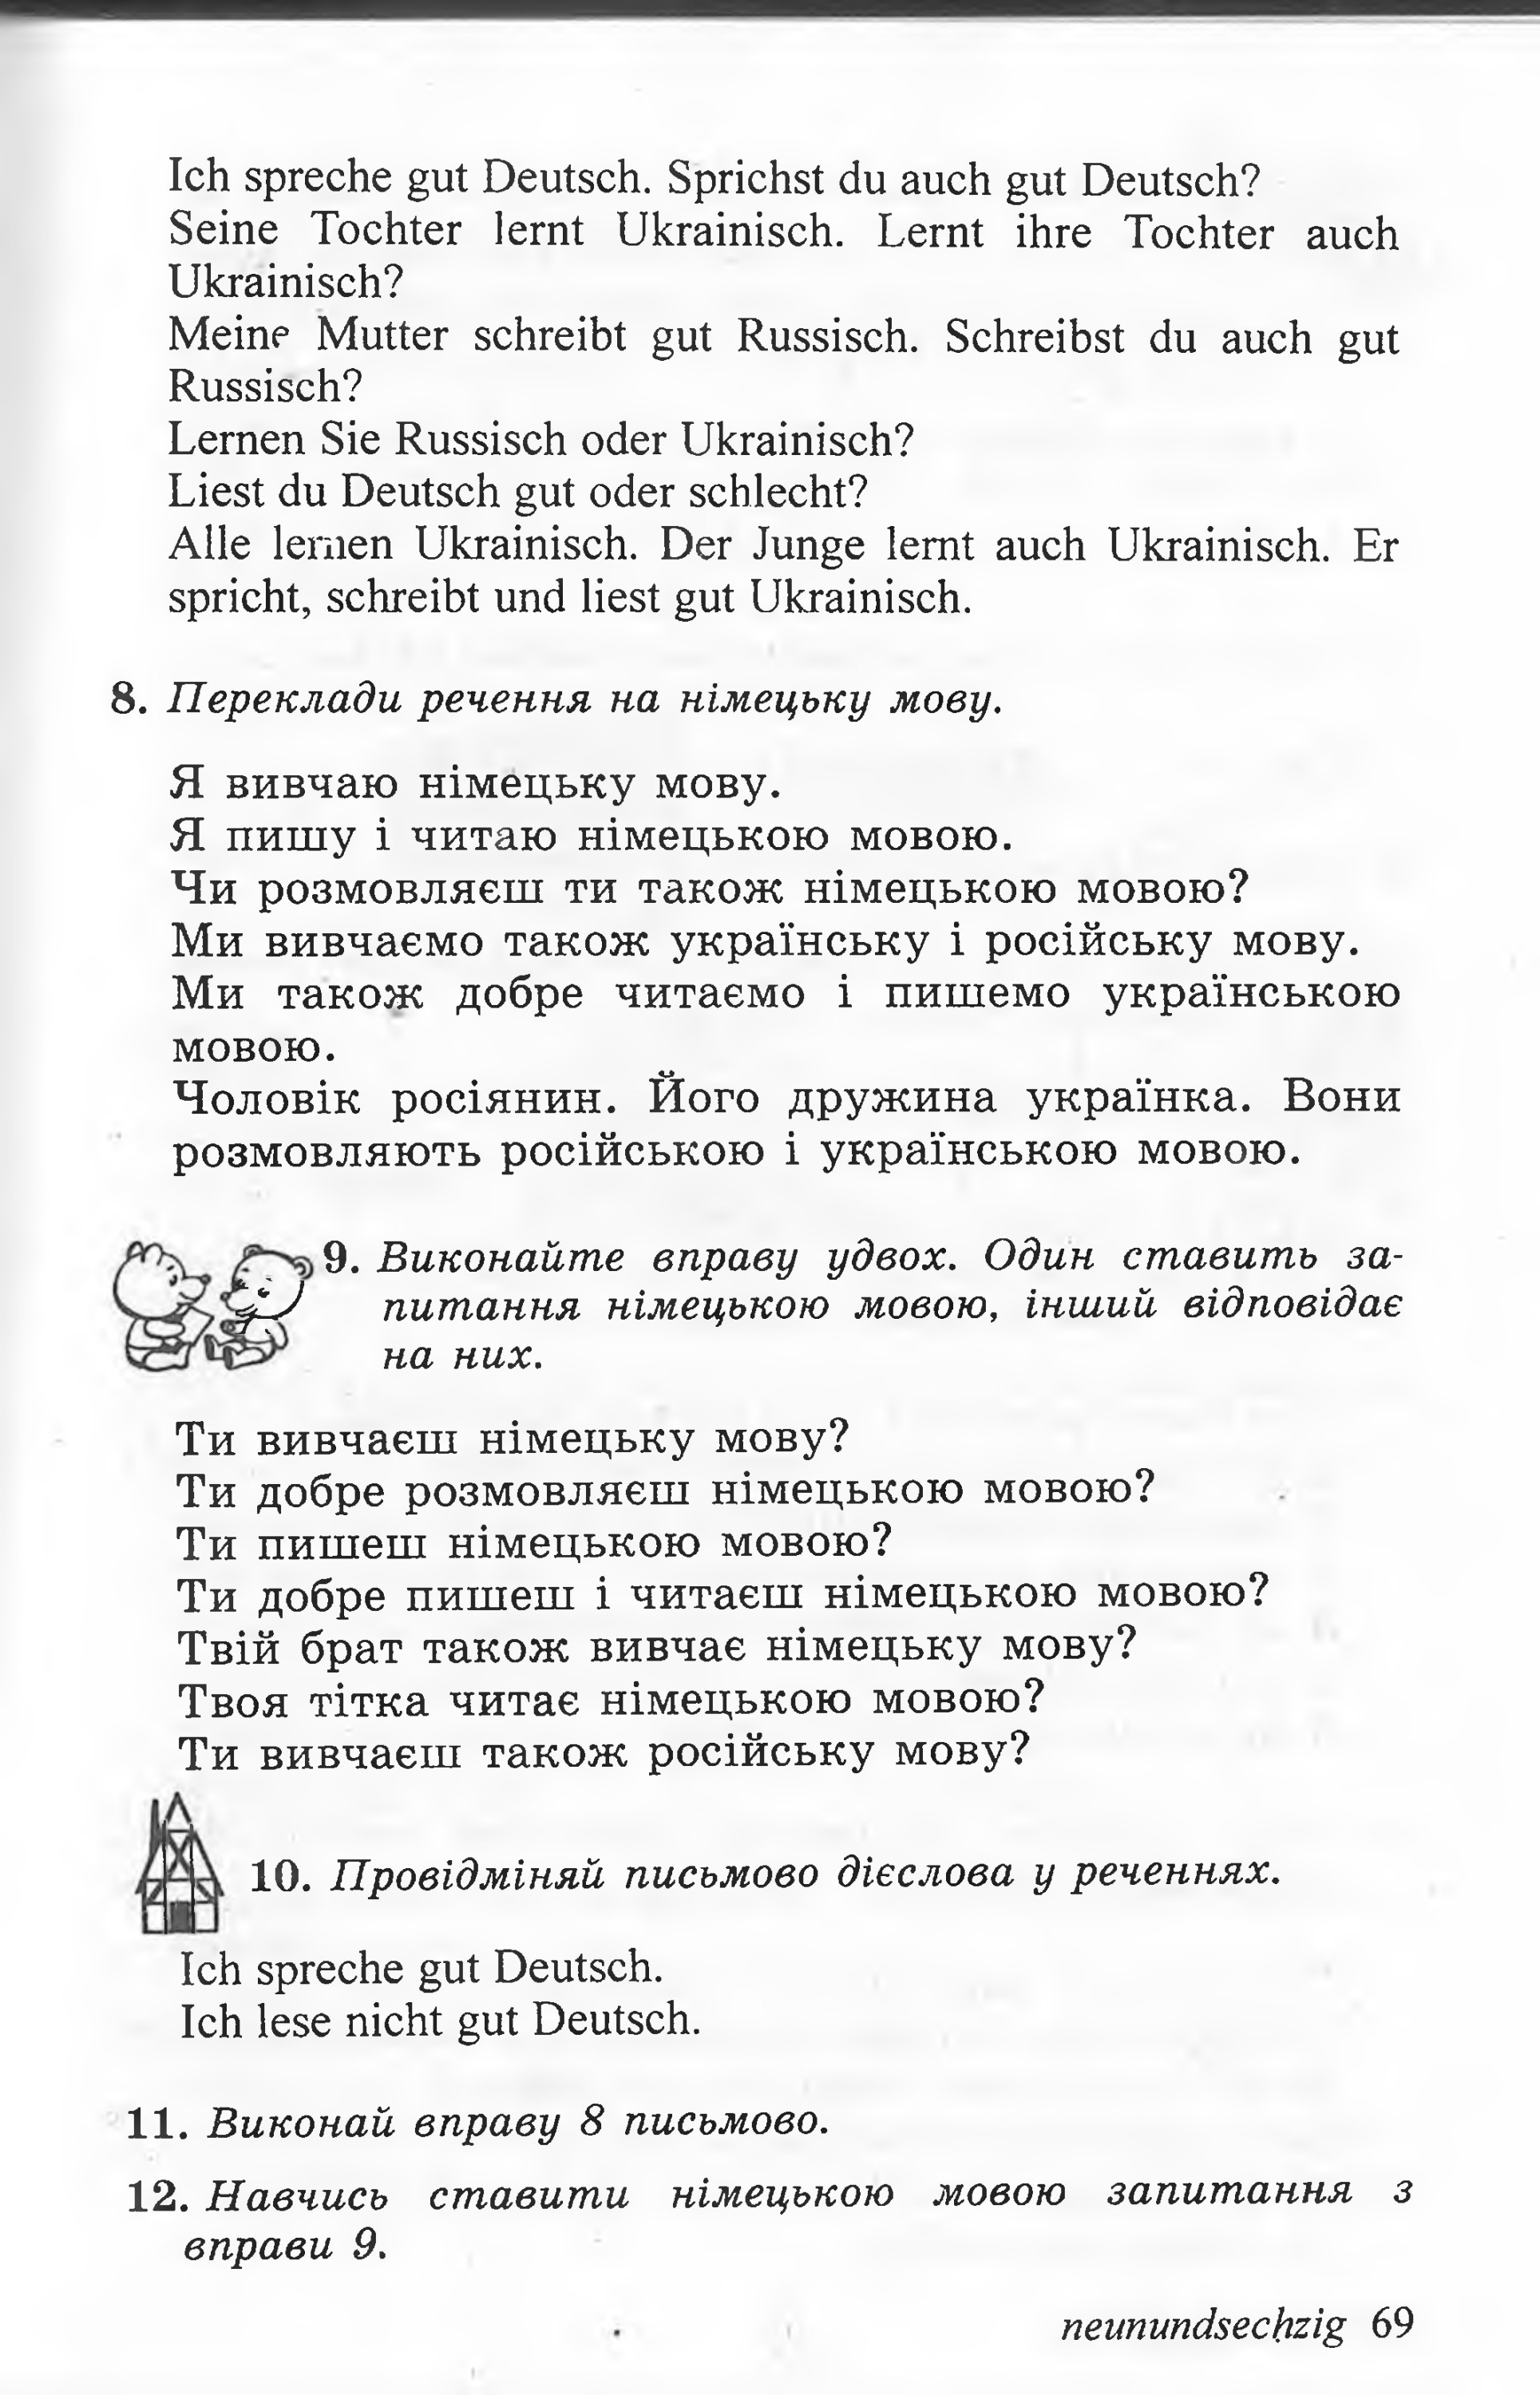 Ich spreche gut Deutsch. Sprichst du auch gut Deutsch?
Seine Tochter lernt Ukrainisch. Lernt ihre Tochter auch
Ukrainisch?
Meine Mutter schreibt gut Russisch. Schreibst du auch gut
Russisch?
Lernen Sie Russisch oder Ukrainisch?
Liest du Deutsch gut oder schlecht?
Alle lernen Ukrainisch. Der Junge lernt auch Ukrainisch. Er
spricht, schreibt und liest gut Ukrainisch.
8. Переклади речення на німецьку мову.
Я вивчаю німецьку мову.
Я пишу і читаю німецькою мовою.
Чи розмовляєш ти також німецькою мовою?
Ми вивчаємо також українську і російську мову.
Ми також добре читаємо і пишемо українською
мовою.
Чоловік росіянин. Його дружина українка. Вони
розмовляють російською і українською мовою.
9. Виконайте вправу удвох. Один ставить за-
питання німецькою мовою, інший відповідає
на них.
Ти вивчаєш німецьку мову?
Ти добре розмовляєш німецькою мовою?
Ти пишеш німецькою мовою?
Ти добре пишеш і читаєш німецькою мовою?
Твій брат також вивчає німецьку мову?
Твоя тітка читає німецькою мовою?
Ти вивчаєш також російську мову?
10. Провідміняй письмово дієслова у реченнях.
Ich spreche gut Deutsch.
Ich lese nicht gut Deutsch.
11. Виконай вправу 8 письмово.
12. Навчись ставити німецькою мовою запитання з
вправи 9.
neunundsechzig 69